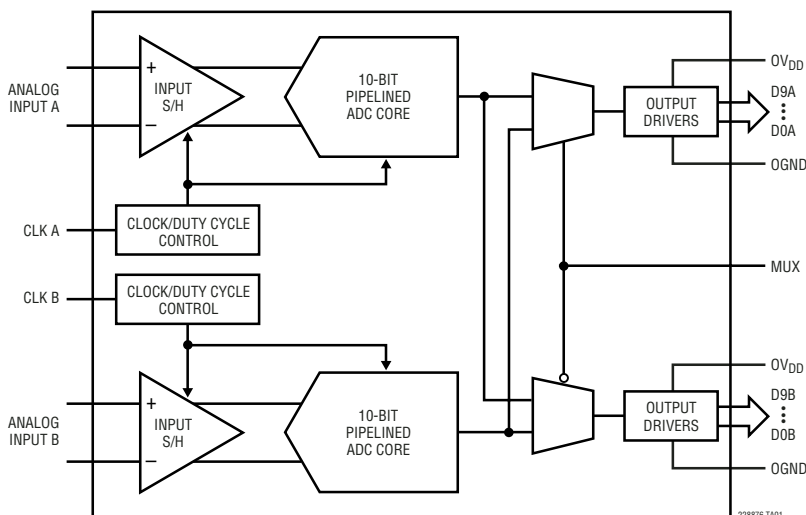 ANALOG
INPUT A
+
−
INPUT
S/H
10-BIT
PIPELINED
ADC CORE
OUTPUT
DRIVERS
OVDD
D9A
D0A
OGND
CLK A
CLOCK/DUTY CYCLE
CONTROL
MUX
CLK B
CLOCK/DUTY CYCLE
CONTROL
ANALOG
INPUT B
+
−
INPUT
S/H
10-BIT
PIPELINED
ADC CORE
OUTPUT
DRIVERS
OVDD
D9B
D0B
OGND